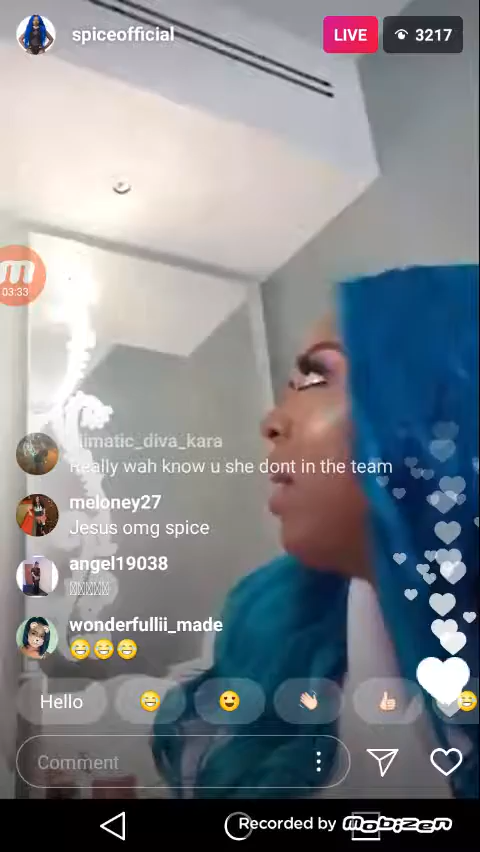 spiceofficial
LIVE
3217
03:33
Really wah know u she dont in the team
meloney27
Jesus omg spice
angel19038
wonderfullii_made
Hello
Comment
Recorded by MOBIZEN